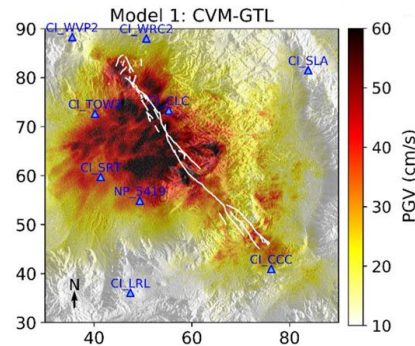 Model 1: CVM-GTL
90
80
70
60
50
40
30
40
60
80
CI_WVP2
CI_WRC2
CI_SLA
CI_TOW2
CLC
CI_SRT
NP_5419
CI_CCC
CI_LRL
N
60
50
40
30
20
10
PGV (cm/s)